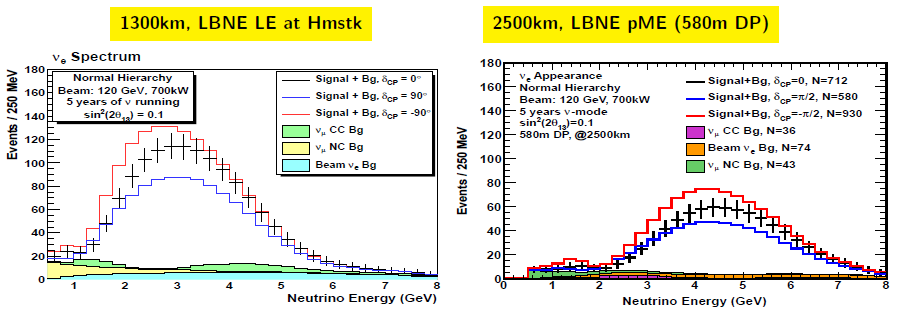 1300km, LBNE LE at Hmstk
2500km, LBNE pME (580m DP)
νe Spectrum
Normal Hierarchy
Beam: 120 GeV, 700kW
5 years of ν running
sin²(2θ₁₃) = 0.1
Signal + Bg, δCP = 0°
Signal + Bg, δCP = 90°
Signal + Bg, δCP = -90°
νμ CC Bg
νμ NC Bg
Beam νe Bg
Events / 250 MeV
180
160
140
120
100
80
60
40
20
0
1 2 3 4 5 6 7 8
Neutrino Energy (GeV)
νe Appearance
Normal Hierarchy
Beam: 120 GeV, 700kW
5 years ν-mode
sin²(2θ₁₃)=0.1
580m DP, @2500km
Signal+Bg, δCP=0, N=712
Signal+Bg, δCP=π/2, N=580
Signal+Bg, δCP=-π/2, N=930
νμ CC Bg, N=36
Beam νe Bg, N=74
νμ NC Bg, N=43
Events / 250 MeV
180
160
140
120
100
80
60
40
20
0
0 1 2 3 4 5 6 7 8
Neutrino Energy (GeV)